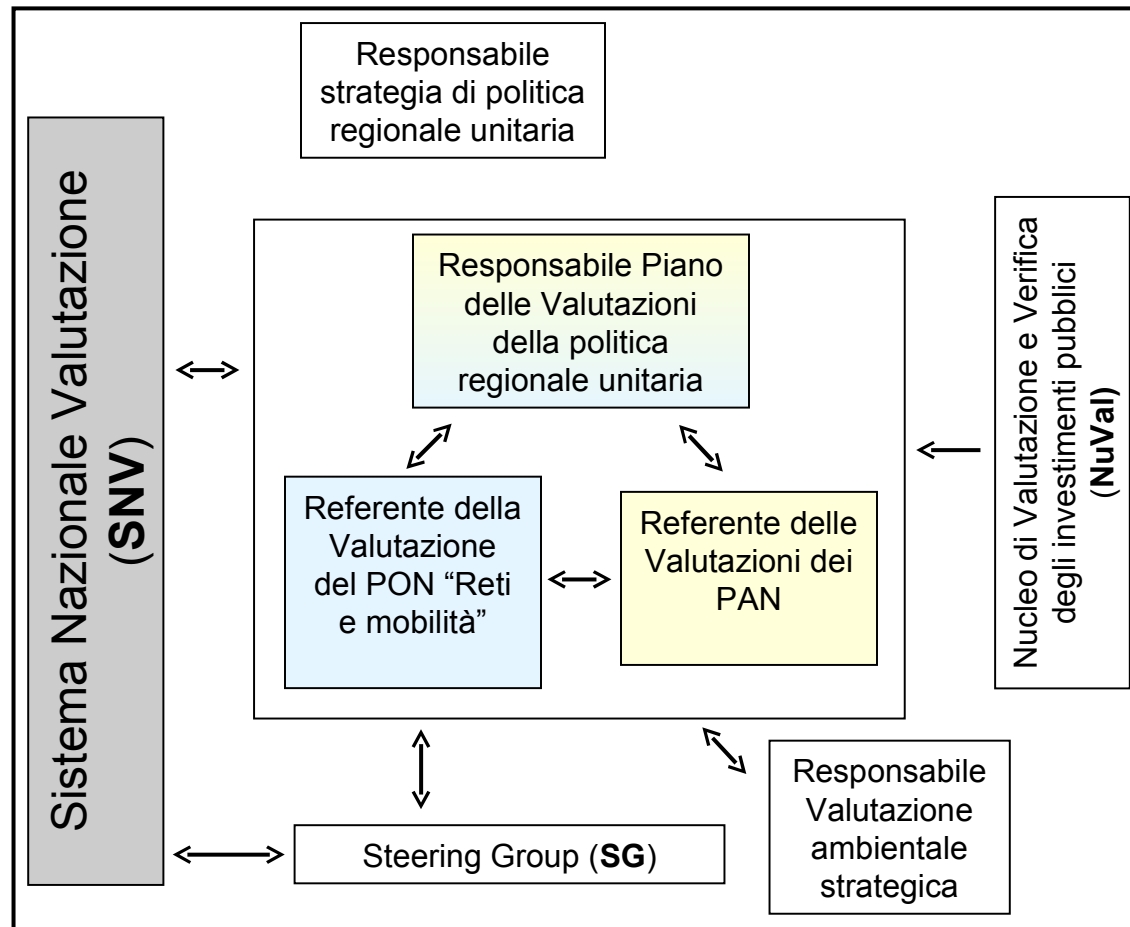 Responsabile
strategia di politica
regionale unitaria
Sistema Nazionale Valutazione
(SNV)
Responsabile Piano
delle Valutazioni
della politica
regionale unitaria
Referente della
Valutazione
del PON “Reti
e mobilità”
Referente delle
Valutazioni dei
PAN
Nucleo di Valutazione e Verifica
degli investimenti pubblici
(NuVal)
Steering Group (SG)
Responsabile
Valutazione
ambientale
strategica